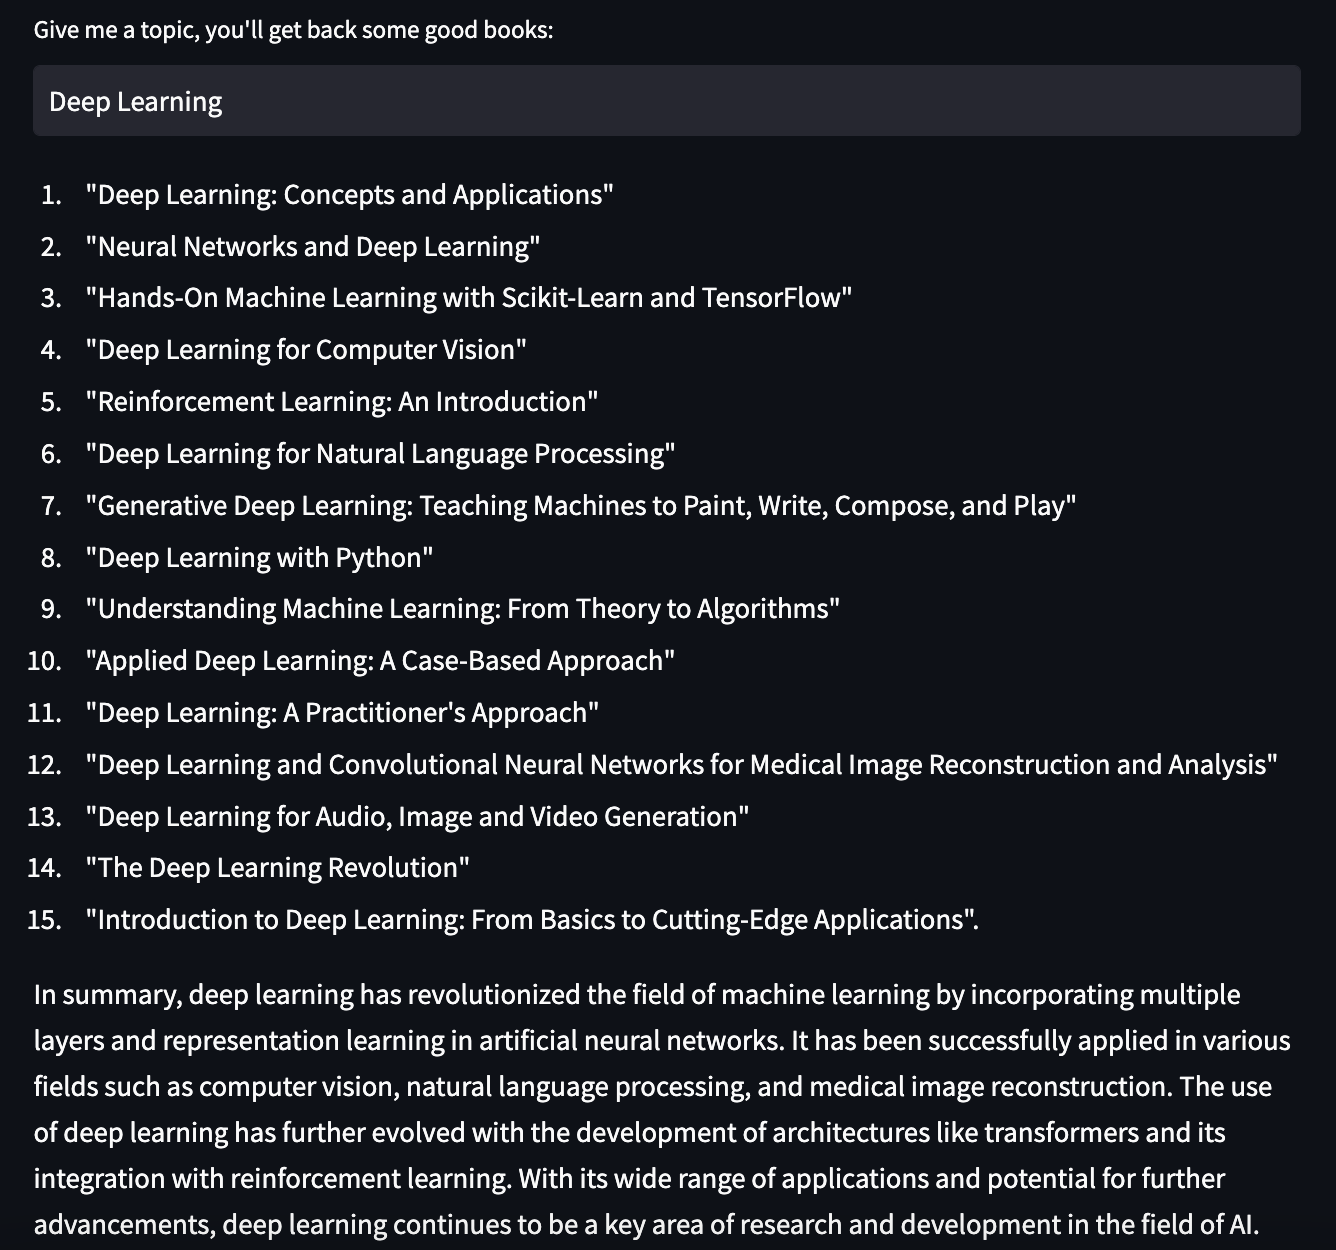 Give me a topic, you'll get back some good books:
Deep Learning
1. "Deep Learning: Concepts and Applications"
2. "Neural Networks and Deep Learning"
3. "Hands-On Machine Learning with Scikit-Learn and TensorFlow"
4. "Deep Learning for Computer Vision"
5. "Reinforcement Learning: An Introduction"
6. "Deep Learning for Natural Language Processing"
7. "Generative Deep Learning: Teaching Machines to Paint, Write, Compose, and Play"
8. "Deep Learning with Python"
9. "Understanding Machine Learning: From Theory to Algorithms"
10. "Applied Deep Learning: A Case-Based Approach"
11. "Deep Learning: A Practitioner's Approach"
12. "Deep Learning and Convolutional Neural Networks for Medical Image Reconstruction and Analysis"
13. "Deep Learning for Audio, Image and Video Generation"
14. "The Deep Learning Revolution"
15. "Introduction to Deep Learning: From Basics to Cutting-Edge Applications".
In summary, deep learning has revolutionized the field of machine learning by incorporating multiple
layers and representation learning in artificial neural networks. It has been successfully applied in various
fields such as computer vision, natural language processing, and medical image reconstruction. The use
of deep learning has further evolved with the development of architectures like transformers and its
integration with reinforcement learning. With its wide range of applications and potential for further
advancements, deep learning continues to be a key area of research and development in the field of AI.